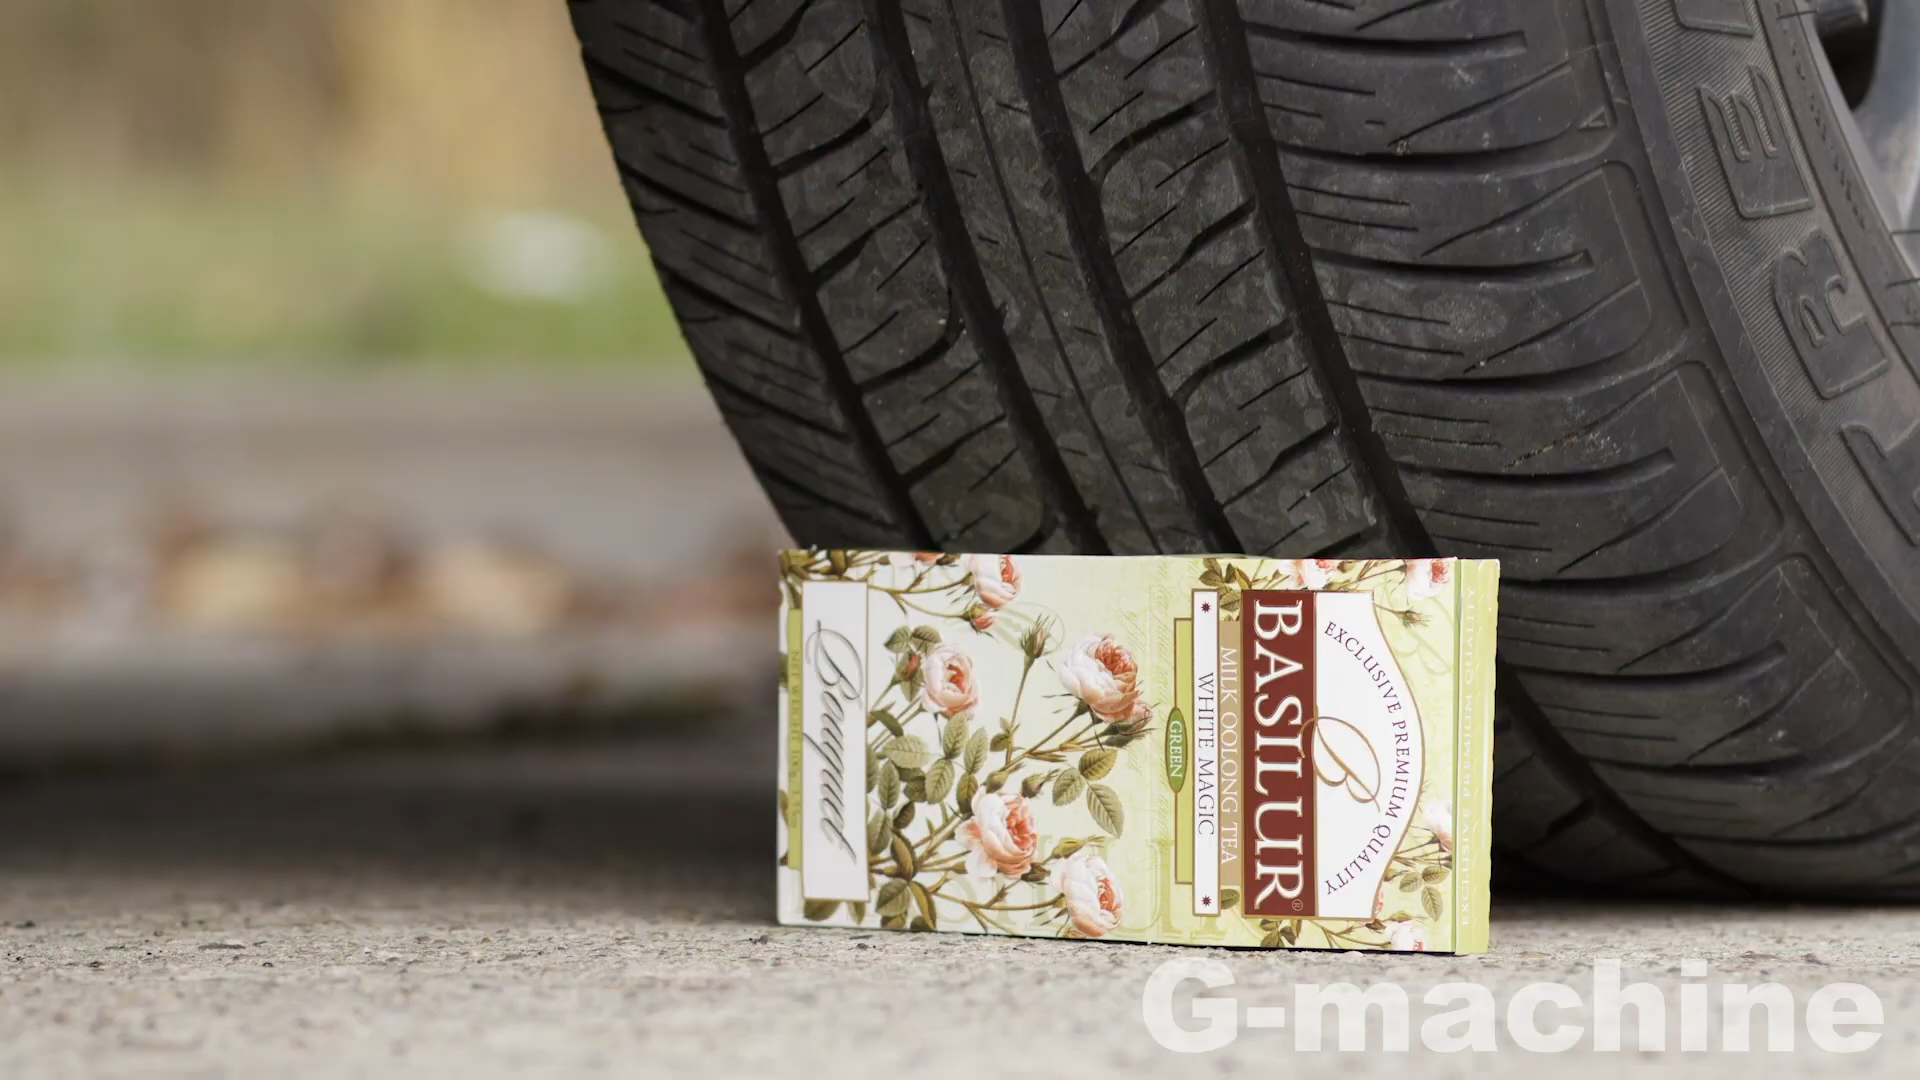 EXCLUSIVE PREMIUM QUALITY
B
BASILUR®
MILK OOLONG TEA
WHITE MAGIC
GREEN
Bouquet
G-machine